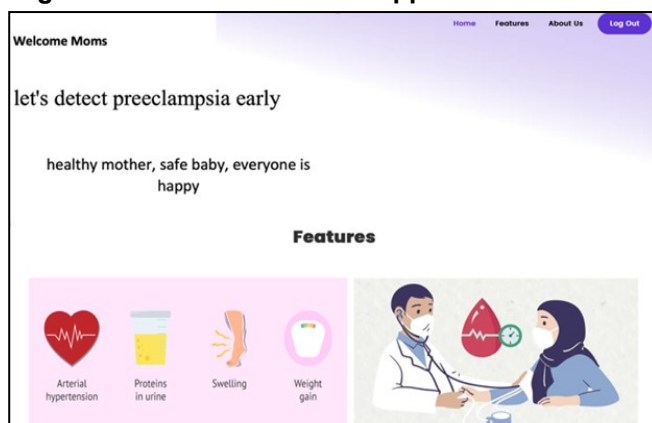 Home Features About Us Log Out
Welcome Moms
let's detect preeclampsia early
healthy mother, safe baby, everyone is
happy
Features
Arterial
hypertension
Proteins
in urine
Swelling
Weight
gain